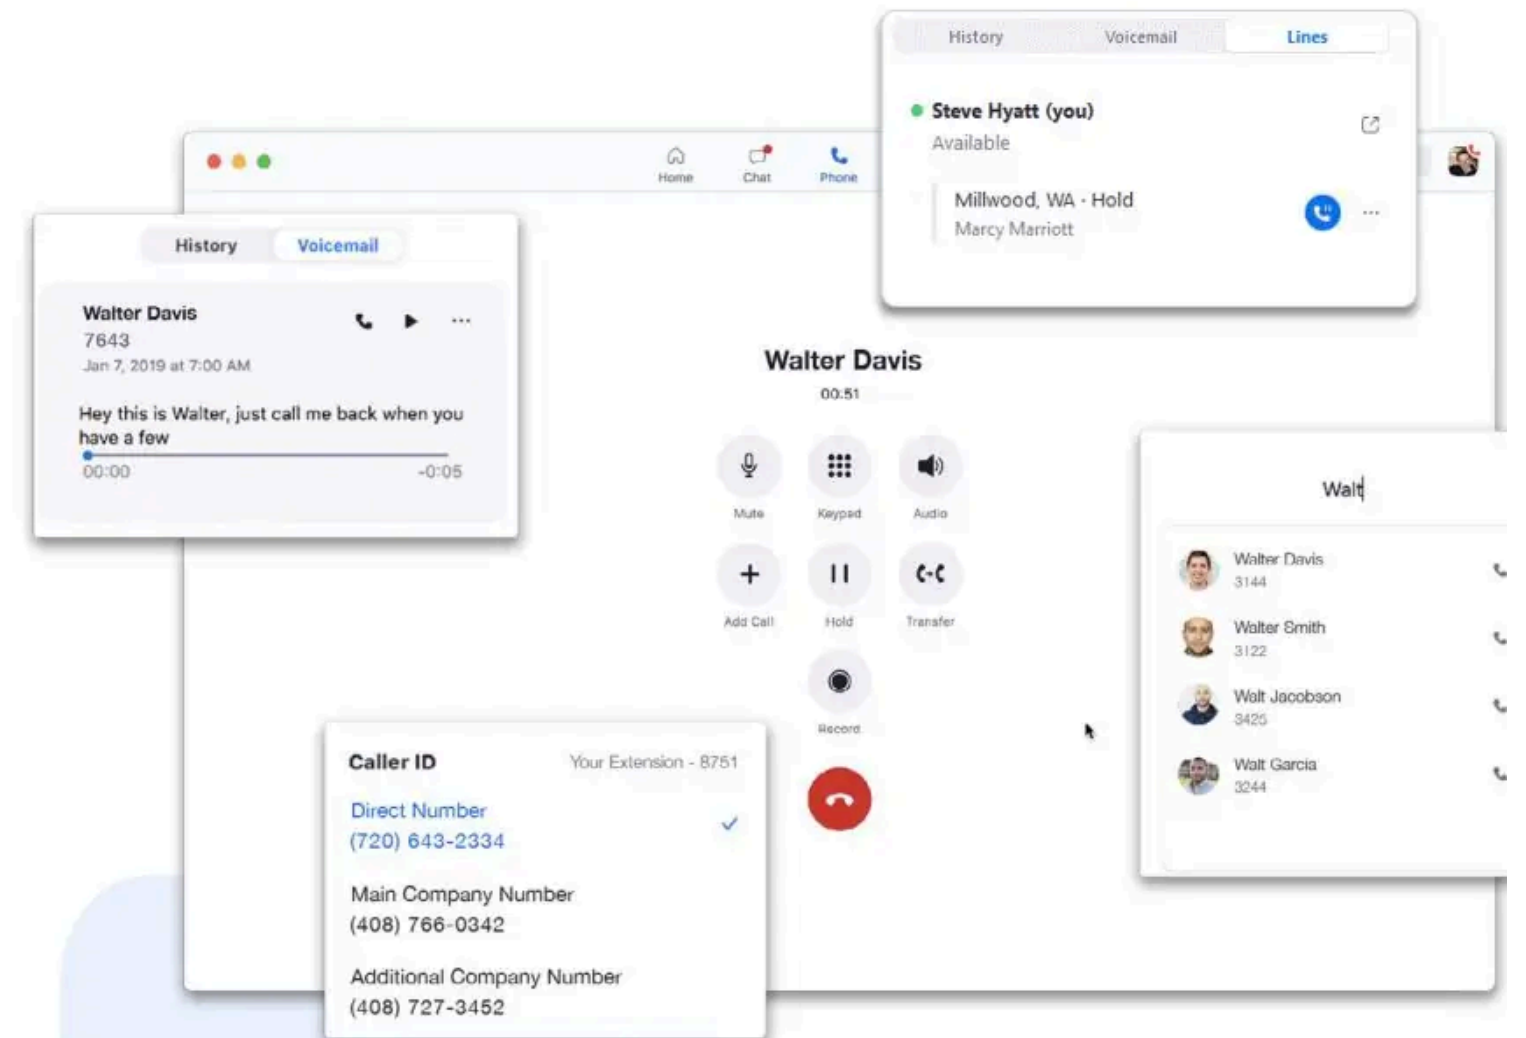 History Voicemail Lines
Steve Hyatt (you)
Available
Millwood, WA - Hold
Marcy Marriott
Home Chat Phone
History Voicemail
Walter Davis
7643
Jan 7, 2019 at 7:00 AM
Hey this is Walter, just call me back when you
have a few
00:00 -0:05
Walter Davis
00:51
Mute Keypad Audio
Add Call Hold Transfer
Record
Walt
Walter Davis
3144
Walter Smith
3122
Walt Jacobson
3425
Walt Garcia
3244
Caller ID Your Extension - 8751
Direct Number
(720) 643-2334
Main Company Number
(408) 766-0342
Additional Company Number
(408) 727-3452